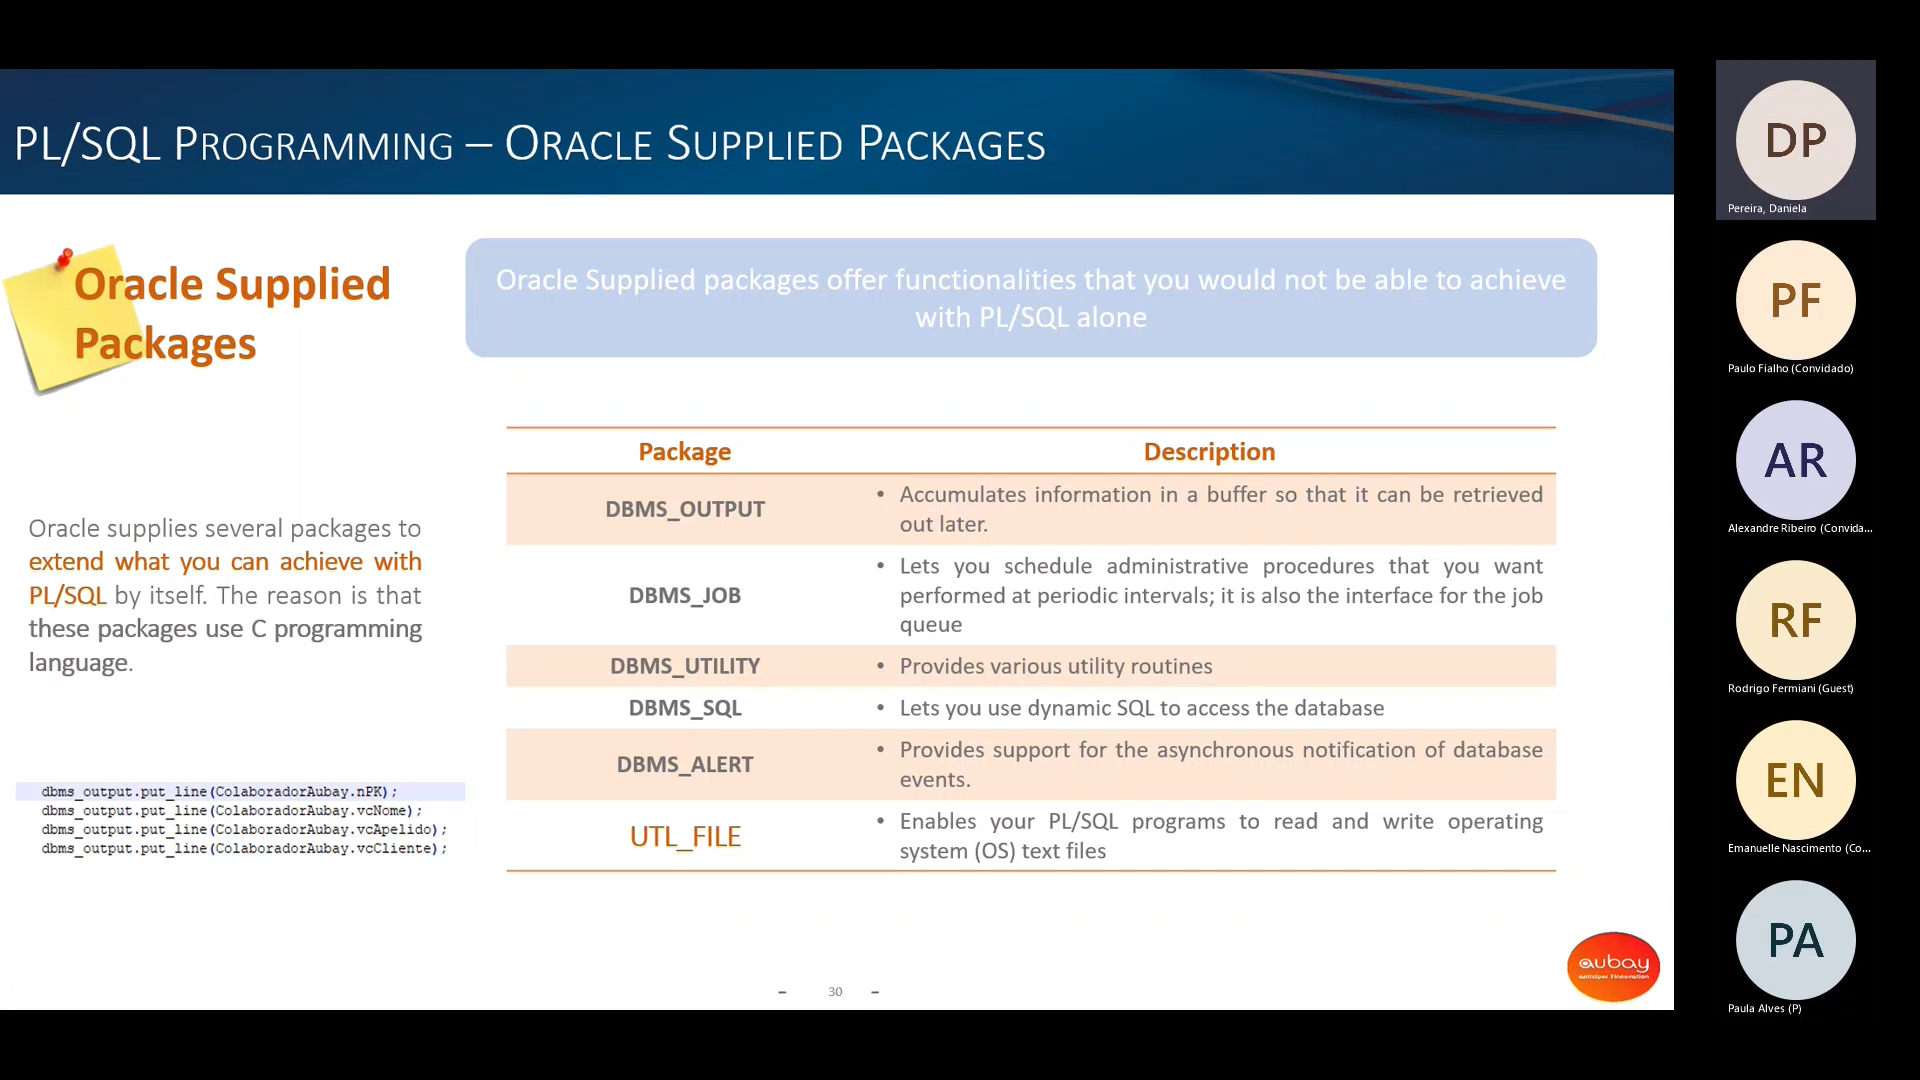 PL/SQL PROGRAMMING – ORACLE SUPPLIED PACKAGES
Oracle Supplied
Packages
Oracle Supplied packages offer functionalities that you would not be able to achieve
with PL/SQL alone
Oracle supplies several packages to
extend what you can achieve with
PL/SQL by itself. The reason is that
these packages use C programming
language.
dbms_output.put_line(ColaboradorAubay.nPK);
dbms_output.put_line(ColaboradorAubay.vcNome);
dbms_output.put_line(ColaboradorAubay.vcApelido);
dbms_output.put_line(ColaboradorAubay.vcCliente);
Package Description
DBMS_OUTPUT
• Accumulates information in a buffer so that it can be retrieved
out later.
DBMS_JOB
• Lets you schedule administrative procedures that you want
performed at periodic intervals; it is also the interface for the job
queue
DBMS_UTILITY
• Provides various utility routines
DBMS_SQL
• Lets you use dynamic SQL to access the database
DBMS_ALERT
• Provides support for the asynchronous notification of database
events.
UTL_FILE
• Enables your PL/SQL programs to read and write operating
system (OS) text files
– 30 –
aubay
anticiper l'innovation
DP
Pereira, Daniela
PF
Paulo Fialho (Convidado)
AR
Alexandre Ribeiro (Convida...
RF
Rodrigo Fermiani (Guest)
EN
Emanuelle Nascimento (Co...
PA
Paula Alves (P)